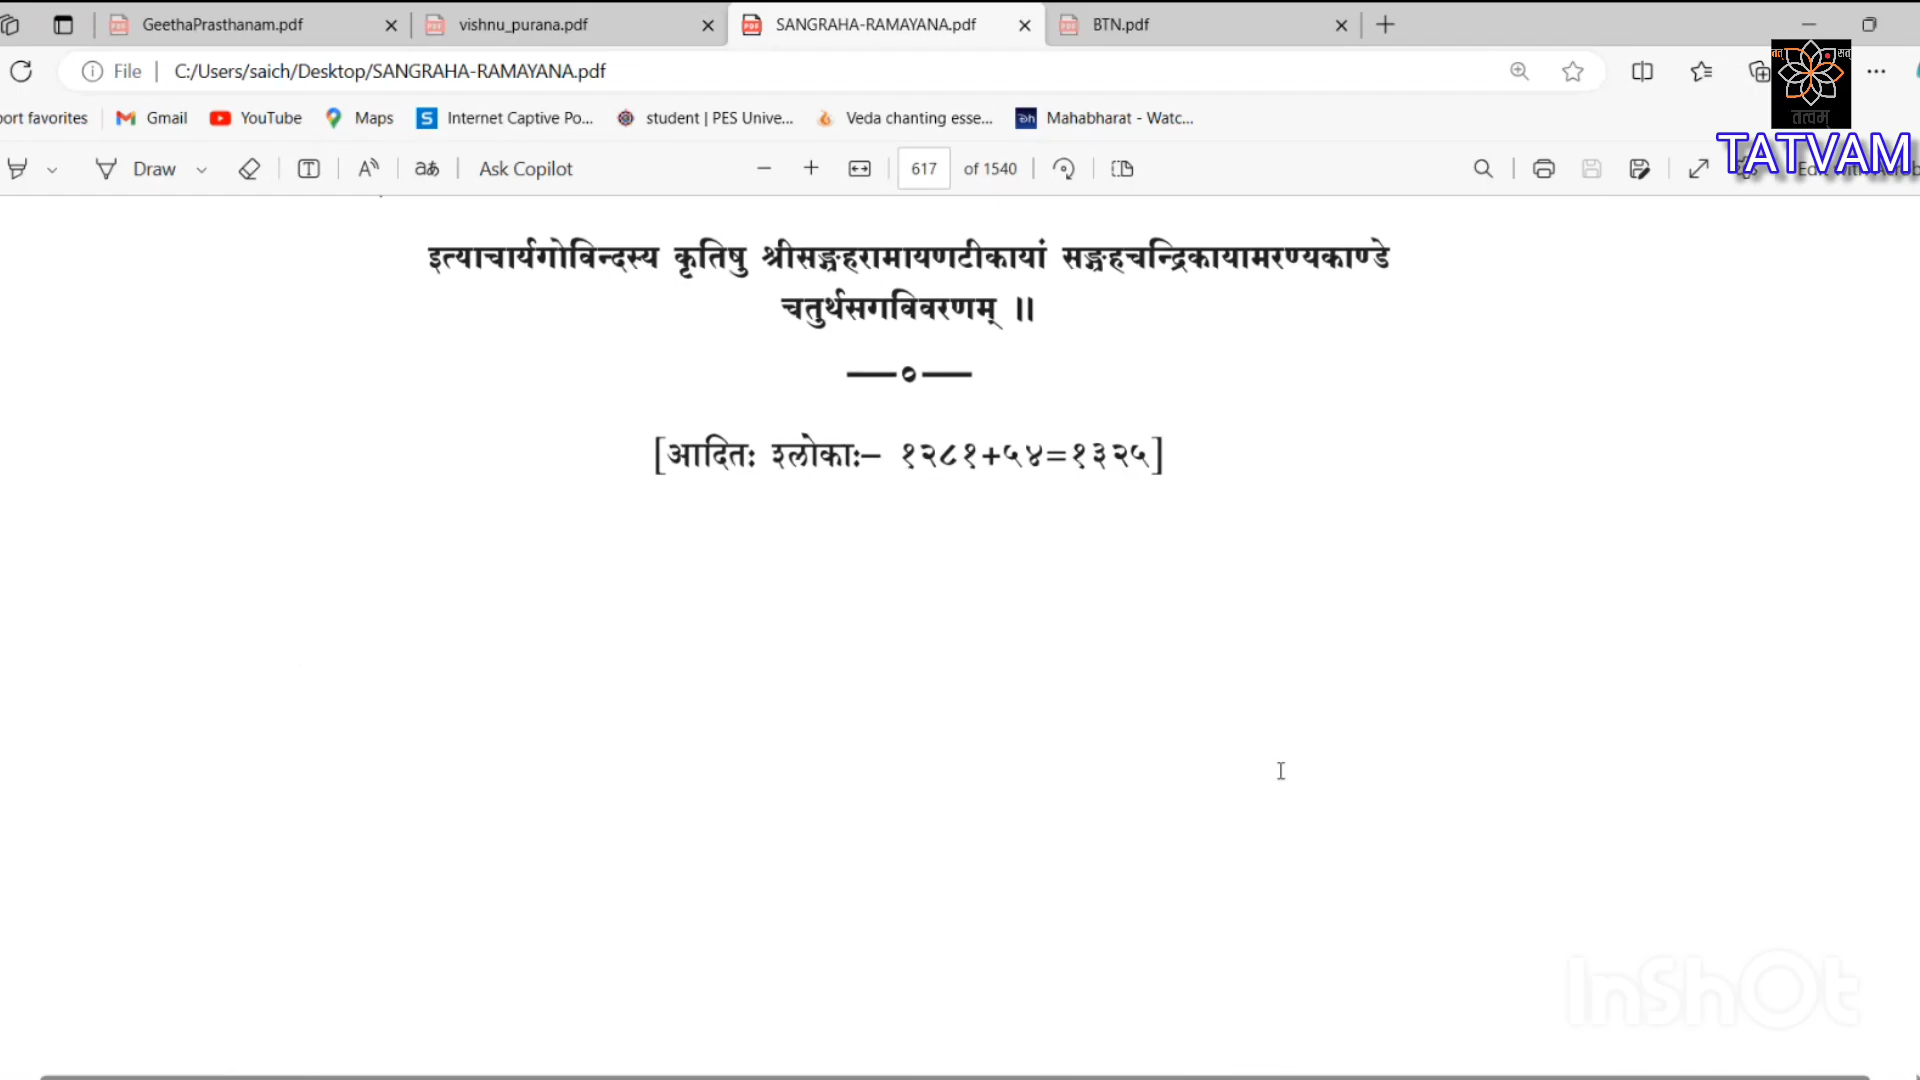 GeethaPrasthanam.pdf
vishnu_purana.pdf
SANGRAHA-RAMAYANA.pdf
BTN.pdf
File
C:/Users/saich/Desktop/SANGRAHA-RAMAYANA.pdf
ort favorites
Gmail
YouTube
Maps
Internet Captive Po...
student | PES Unive...
Veda chanting esse...
Mahabharat - Watc...
तत्वम्
TATVAM
Draw
Ask Copilot
617
of 1540
इत्याचार्यगोविन्दस्य कृतिषु श्रीसङ्ग्रहरामायणटीकायां सङ्ग्रहचन्द्रिकायामरण्यकाण्डे
चतुर्थसर्गविवरणम् ॥
[आदितः श्लोकाः– १२८१+५४=१३२५]
InShOt